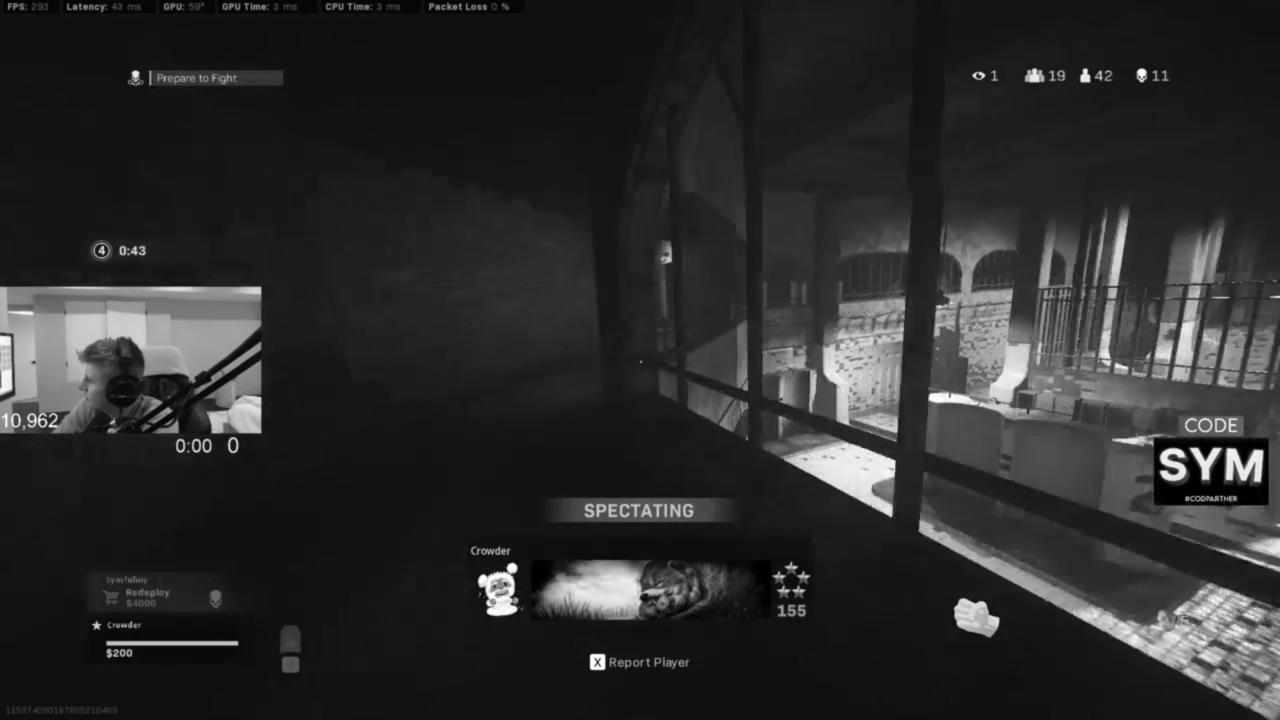 FPS: 293 Latency: 43 ms GPU: 59° GPU Time: 3 ms CPU Time: 3 ms Packet Loss 0 %
Prepare to Fight
1 19 42 11
4 0:43
10,962
0:00 0
CODE
SYM
#CODPARTNER
SPECTATING
Crowder
155
Symfuhny
Redeploy
$4000
Crowder
$200
X Report Player